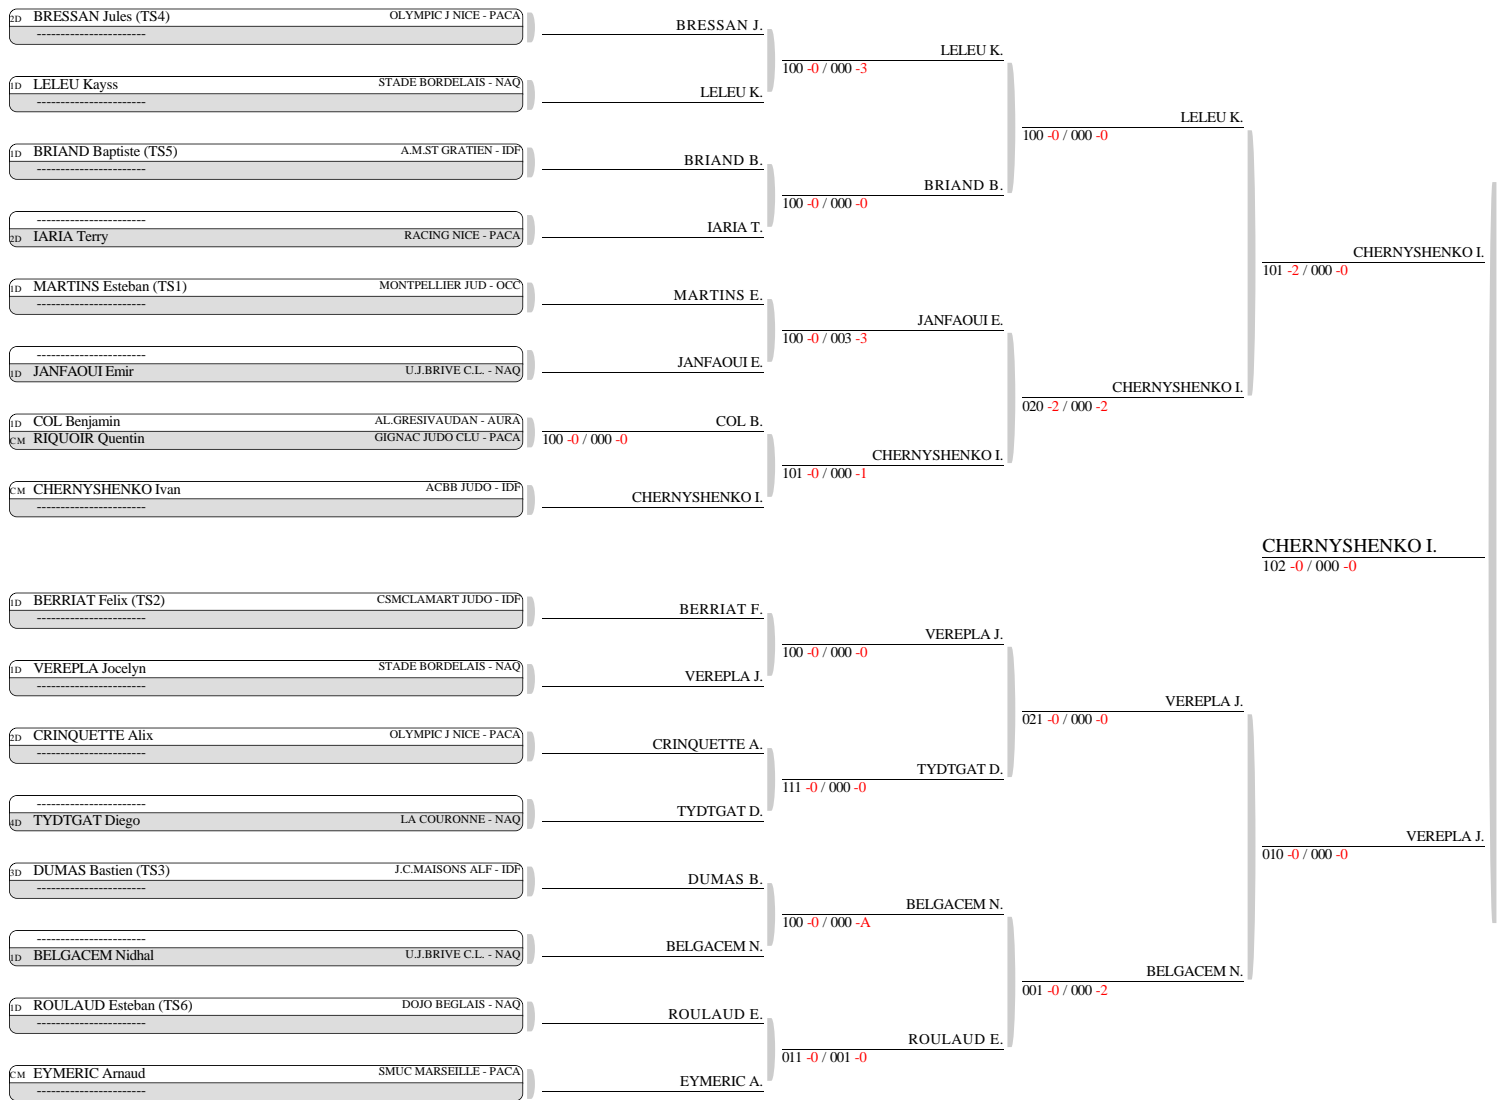 2D BRESSAN Jules (TS4) OLYMPIC J NICE - PACA
-----------------------
1D LELEU Kayss STADE BORDELAIS - NAQ
-----------------------
1D BRIAND Baptiste (TS5) A.M.ST GRATIEN - IDF
-----------------------
-----------------------
2D IARIA Terry RACING NICE - PACA
1D MARTINS Esteban (TS1) MONTPELLIER JUD - OCC
-----------------------
-----------------------
1D JANFAOUI Emir U.J.BRIVE C.L. - NAQ
1D COL Benjamin AL.GRESIVAUDAN - AURA
CM RIQUOIR Quentin GIGNAC JUDO CLU - PACA
CM CHERNYSHENKO Ivan ACBB JUDO - IDF
-----------------------
1D BERRIAT Felix (TS2) CSMCLAMART JUDO - IDF
-----------------------
1D VEREPLA Jocelyn STADE BORDELAIS - NAQ
-----------------------
2D CRINQUETTE Alix OLYMPIC J NICE - PACA
-----------------------
-----------------------
4D TYDTGAT Diego LA COURONNE - NAQ
3D DUMAS Bastien (TS3) J.C.MAISONS ALF - IDF
-----------------------
-----------------------
1D BELGACEM Nidhal U.J.BRIVE C.L. - NAQ
1D ROULAUD Esteban (TS6) DOJO BEGLAIS - NAQ
-----------------------
CM EYMERIC Arnaud SMUC MARSEILLE - PACA
-----------------------
BRESSAN J.
LELEU K.
BRIAND B.
IARIA T.
MARTINS E.
JANFAOUI E.
COL B.
100 -0 / 000 -0
CHERNYSHENKO I.
BERRIAT F.
VEREPLA J.
CRINQUETTE A.
TYDTGAT D.
DUMAS B.
BELGACEM N.
ROULAUD E.
EYMERIC A.
LELEU K.
100 -0 / 000 -3
BRIAND B.
100 -0 / 000 -0
JANFAOUI E.
100 -0 / 003 -3
CHERNYSHENKO I.
101 -0 / 000 -1
VEREPLA J.
100 -0 / 000 -0
TYDTGAT D.
111 -0 / 000 -0
BELGACEM N.
100 -0 / 000 -A
ROULAUD E.
011 -0 / 001 -0
LELEU K.
100 -0 / 000 -0
CHERNYSHENKO I.
020 -2 / 000 -2
VEREPLA J.
021 -0 / 000 -0
BELGACEM N.
001 -0 / 000 -2
CHERNYSHENKO I.
101 -2 / 000 -0
CHERNYSHENKO I.
102 -0 / 000 -0
VEREPLA J.
010 -0 / 000 -0